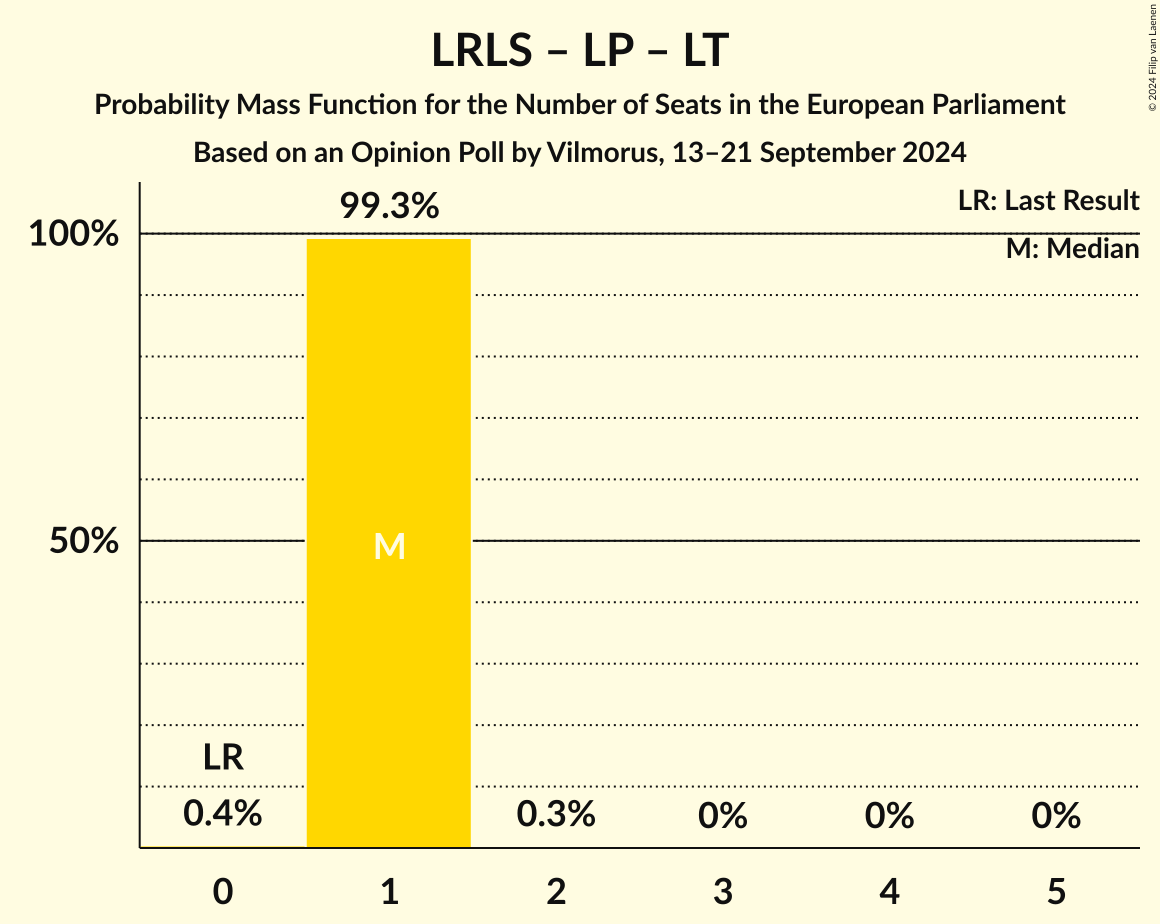 LRLS – LP – LT
Probability Mass Function for the Number of Seats in the European Parliament
Based on an Opinion Poll by Vilmorus, 13–21 September 2024
© 2024 Filip van Laenen
LR: Last Result
M: Median
99.3%
100%
50%
M
LR
0.4%
0.3%
0%
0%
0%
0
1
2
3
4
5